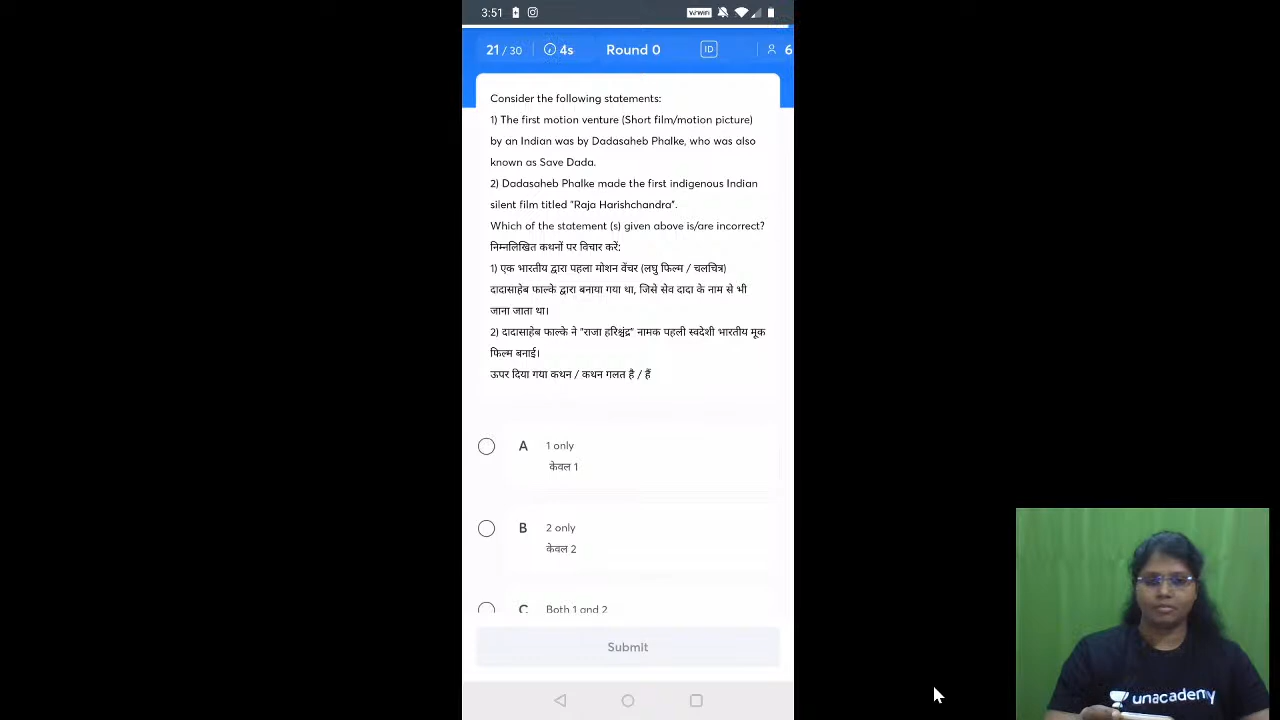 3:51
vivwin
21 / 30
4s
Round 0
ID
6
Consider the following statements:
1) The first motion venture (Short film/motion picture)
by an Indian was by Dadasaheb Phalke, who was also
known as Save Dada.
2) Dadasaheb Phalke made the first indigenous Indian
silent film titled "Raja Harishchandra".
Which of the statement (s) given above is/are incorrect?
निम्नलिखित कथनों पर विचार करें:
1) एक भारतीय द्वारा पहला मोशन वेंचर (लघु फिल्म / चलचित्र)
दादासाहेब फाल्के द्वारा बनाया गया था, जिसे सेव दादा के नाम से भी
जाना जाता था।
2) दादासाहेब फाल्के ने "राजा हरिश्चंद्र" नामक पहली स्वदेशी भारतीय मूक
फिल्म बनाई।
ऊपर दिया गया कथन / कथन गलत है / हैं
A 1 only
केवल 1
B 2 only
केवल 2
C Both 1 and 2
Submit
unacademy